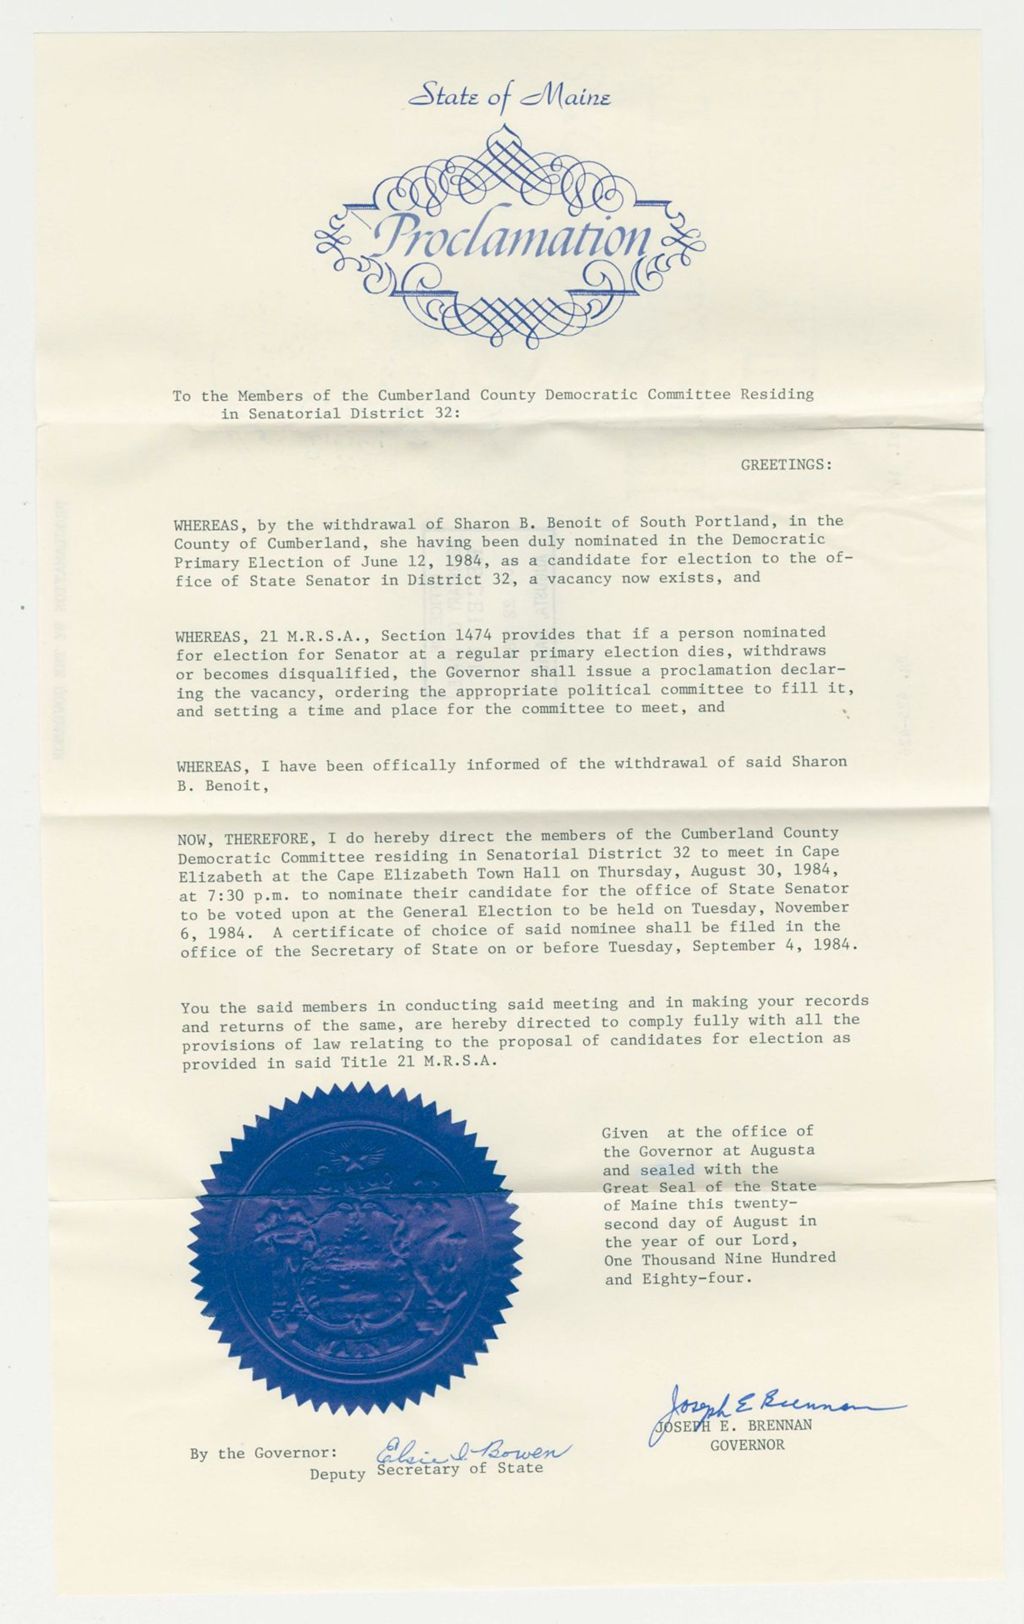 State of Maine
Proclamation
To the Members of the Cumberland County Democratic Committee Residing
in Senatorial District 32:
GREETINGS:
WHEREAS, by the withdrawal of Sharon B. Benoit of South Portland, in the
County of Cumberland, she having been duly nominated in the Democratic
Primary Election of June 12, 1984, as a candidate for election to the of-
fice of State Senator in District 32, a vacancy now exists, and
WHEREAS, 21 M.R.S.A., Section 1474 provides that if a person nominated
for election for Senator at a regular primary election dies, withdraws
or becomes disqualified, the Governor shall issue a proclamation declar-
ing the vacancy, ordering the appropriate political committee to fill it,
and setting a time and place for the committee to meet, and
WHEREAS, I have been offically informed of the withdrawal of said Sharon
B. Benoit,
NOW, THEREFORE, I do hereby direct the members of the Cumberland County
Democratic Committee residing in Senatorial District 32 to meet in Cape
Elizabeth at the Cape Elizabeth Town Hall on Thursday, August 30, 1984,
at 7:30 p.m. to nominate their candidate for the office of State Senator
to be voted upon at the General Election to be held on Tuesday, November
6, 1984. A certificate of choice of said nominee shall be filed in the
office of the Secretary of State on or before Tuesday, September 4, 1984.
You the said members in conducting said meeting and in making your records
and returns of the same, are hereby directed to comply fully with all the
provisions of law relating to the proposal of candidates for election as
provided in said Title 21 M.R.S.A.
Given at the office of
the Governor at Augusta
and sealed with the
Great Seal of the State
of Maine this twenty-
second day of August in
the year of our Lord,
One Thousand Nine Hundred
and Eighty-four.
MAINE
Joseph E Brennan
JOSEPH E. BRENNAN
GOVERNOR
By the Governor: Elsie I. Bowen
Deputy Secretary of State